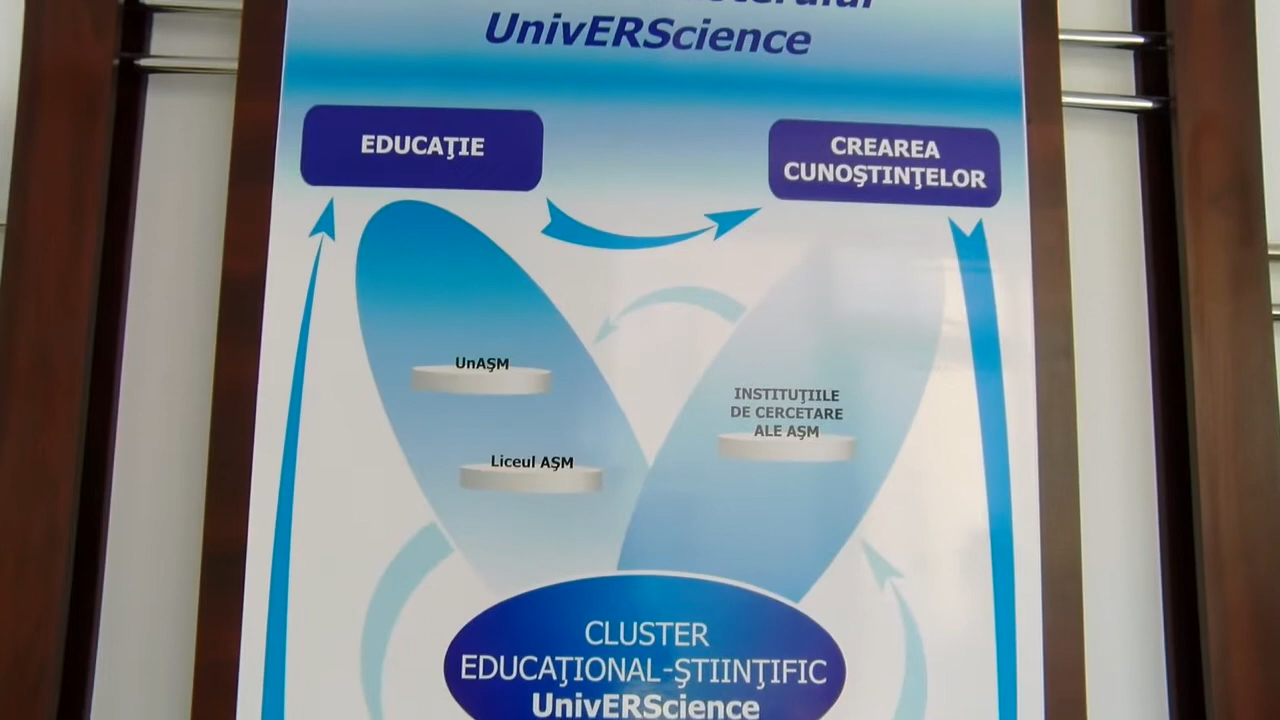 UnivERScience
EDUCAŢIE
CREAREA
CUNOŞTINŢELOR
UnAŞM
INSTITUŢIILE
DE CERCETARE
ALE AŞM
Liceul AŞM
CLUSTER
EDUCAŢIONAL-ŞTIINŢIFIC
UnivERScience